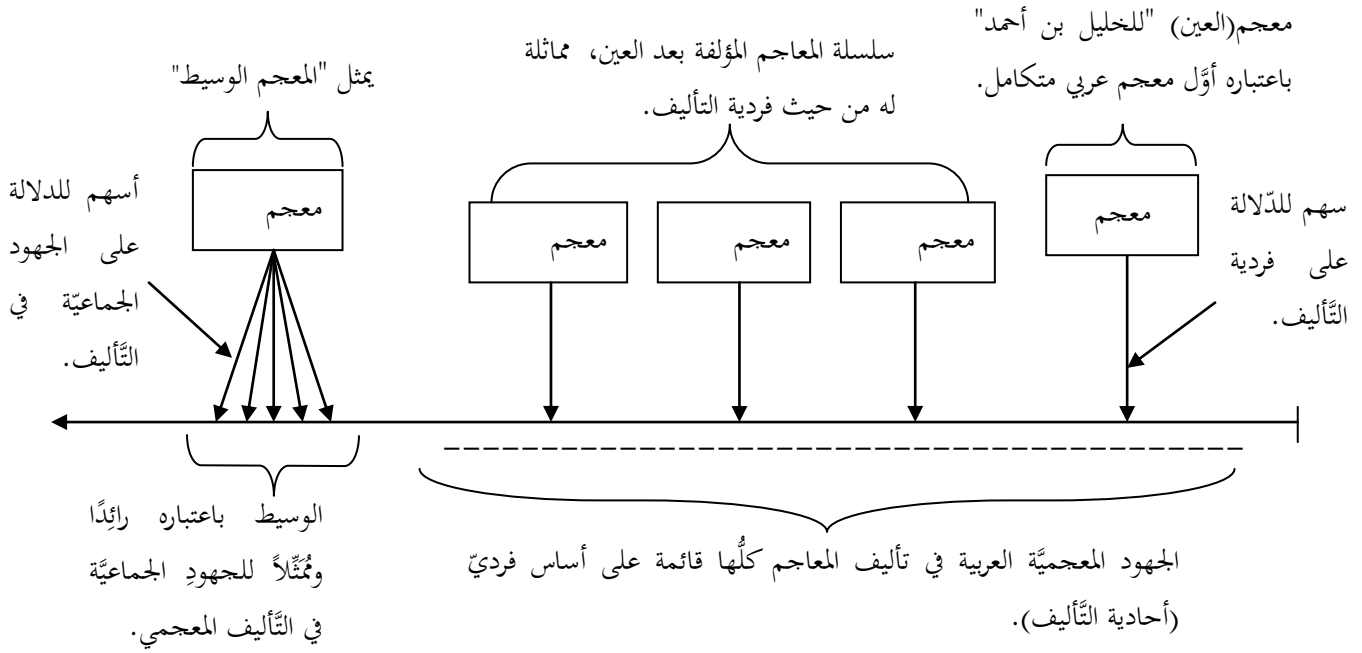 معجم(العين) "للخليل بن أحمد"
باعتباره أوَّل معجم عربي متكامل.
سلسلة المعاجم المؤلفة بعد العين، مماثلة
له من حيث فردية التأليف.
يمثل "المعجم الوسيط"
سهم للدّلالة
على فردية
التَّأليف.
معجم
معجم
معجم
معجم
معجم
أسهم للدلالة
على الجهود
الجماعيّة في
التَّأليف.
الجهود المعجميَّة العربية في تأليف المعاجم كلُّها قائمة على أساس فرديّ
(أحادية التَّأليف).
الوسيط باعتباره رائِدًا
ومُمَثِّلاً للجهودِ الجماعيَّة
في التَّأليف المعجمي.